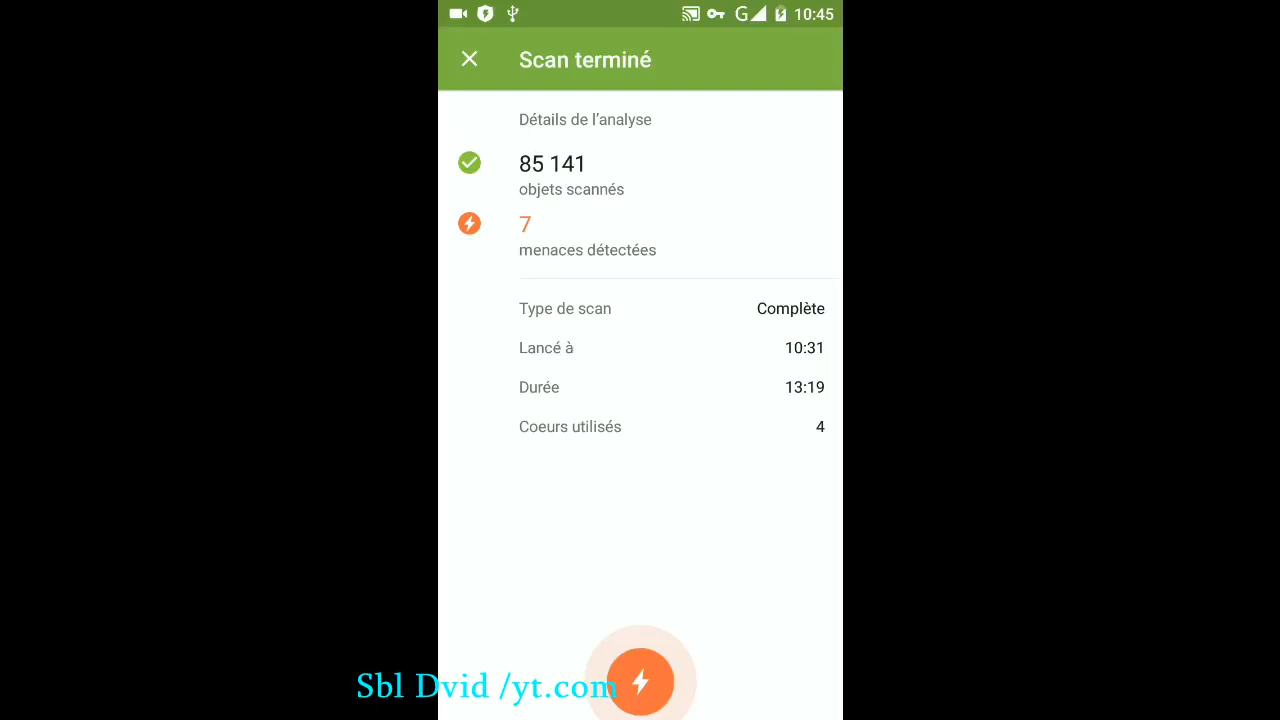 G 10:45
Scan terminé
Détails de l’analyse
85 141
objets scannés
7
menaces détectées
Type de scan Complète
Lancé à 10:31
Durée 13:19
Coeurs utilisés 4
Sbl Dvid /yt.com